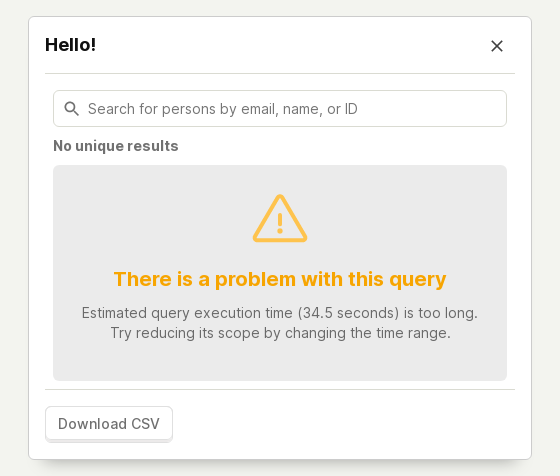 Hello!
Search for persons by email, name, or ID
No unique results
There is a problem with this query
Estimated query execution time (34.5 seconds) is too long.
Try reducing its scope by changing the time range.
Download CSV